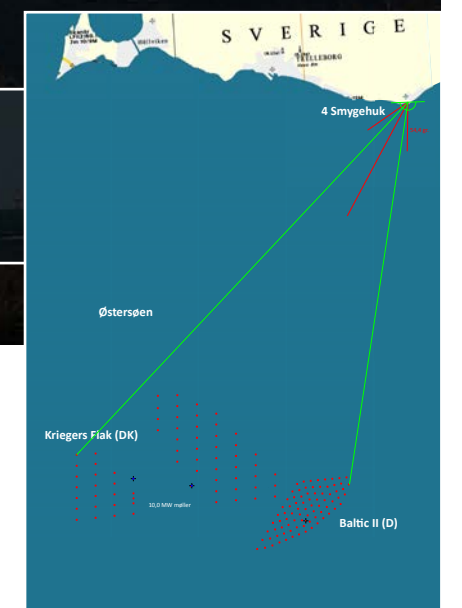 S V E R I G E
TRELLEBORG
4 Smygehuk
Østersøen
Kriegers Flak (DK)
10,0 MW møller
Baltic II (D)